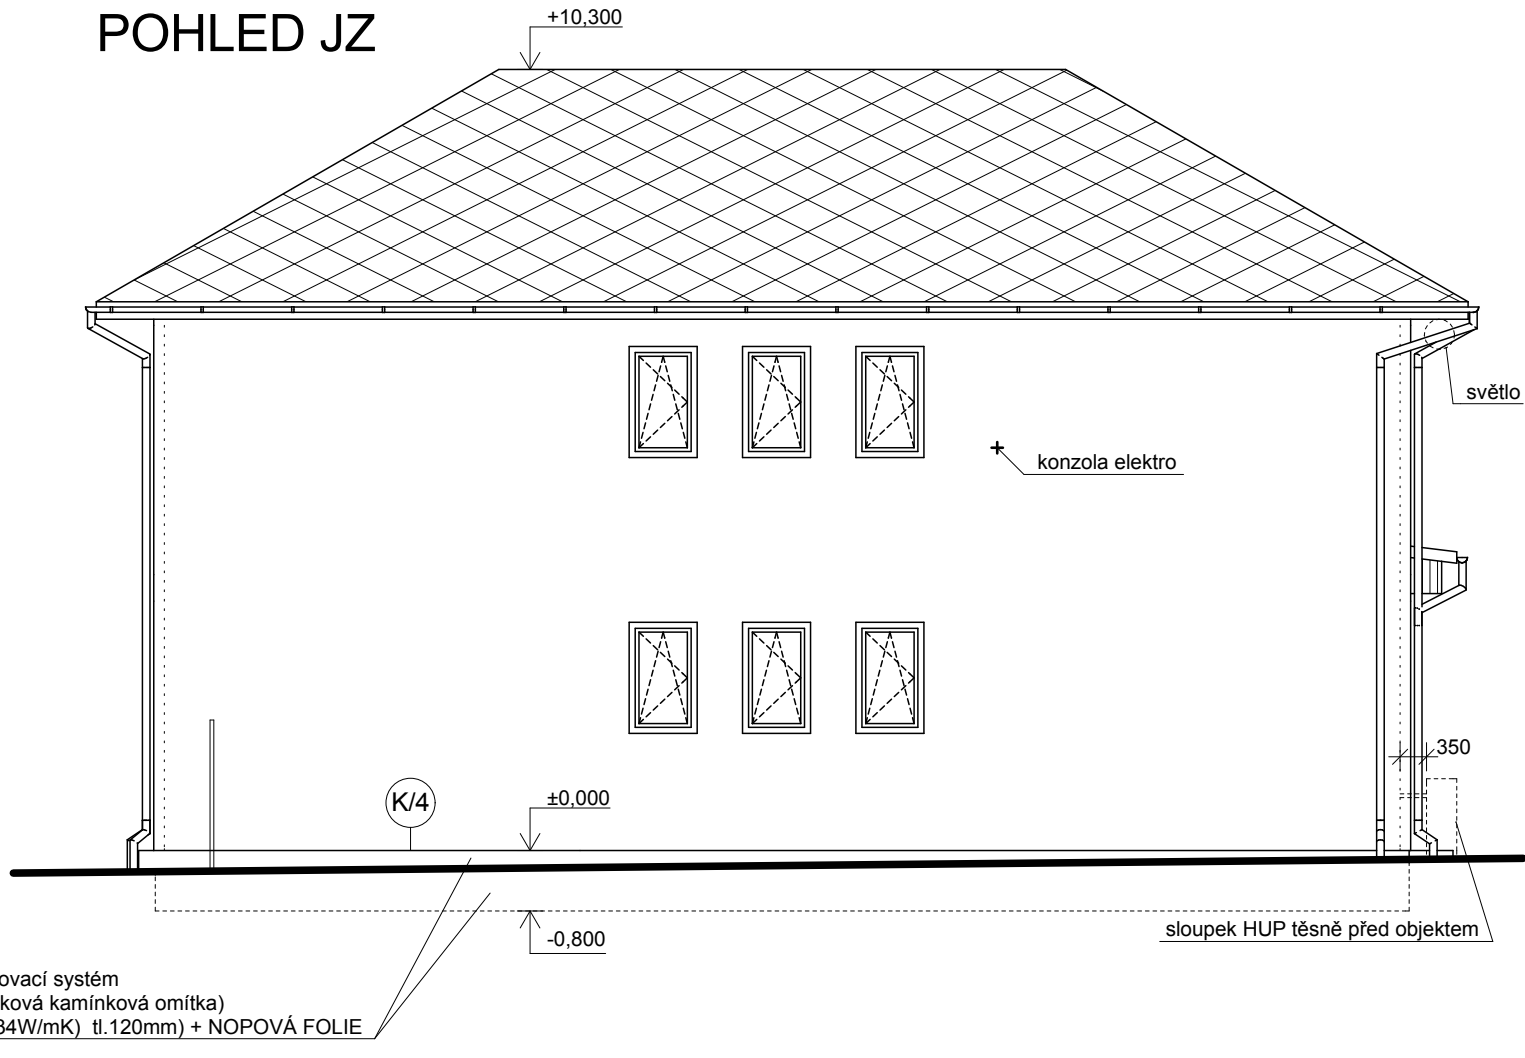 POHLED JZ
+10,300
světlo
konzola elektro
350
K/4
±0,000
sloupek HUP těsně před objektem
-0,800
ovací systém
ková kamínková omítka)
34W/mK) tl.120mm) + NOPOVÁ FOLIE